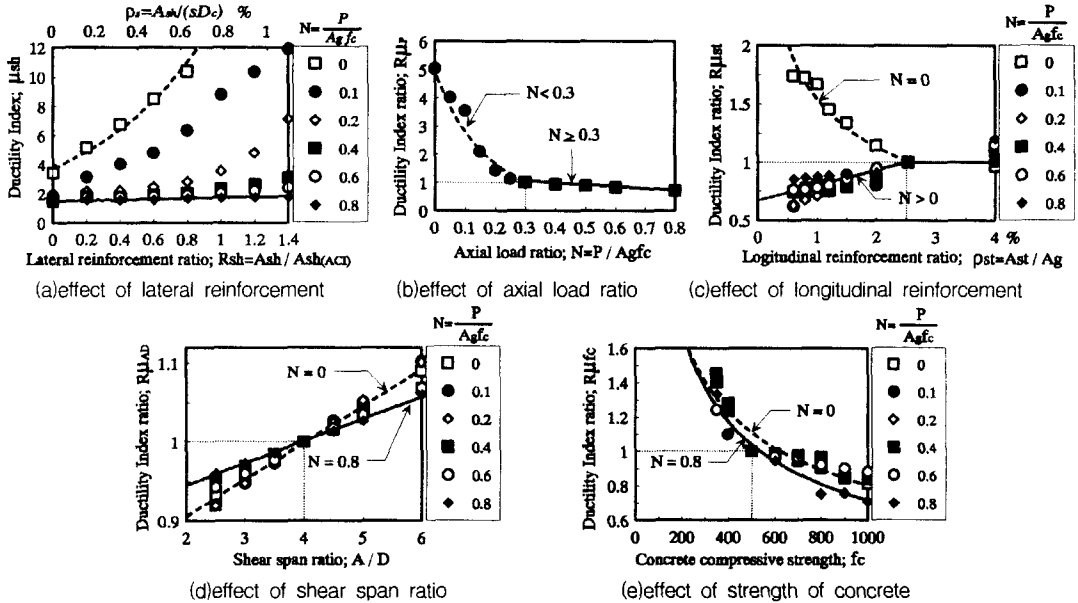 ρs=Ash/(sDc) %
0 0.2 0.4 0.6 0.8 1
N= P / Agfc
Ductility Index; μsh
12
10
8
6
4
2
0
0 0.2 0.4 0.6 0.8 1.0 1.2 1.4
Lateral reinforcement ratio; Rsh=Ash / Ash(ACI)
0
0.1
0.2
0.4
0.6
0.8
(a)effect of lateral reinforcement
Ductility Index ratio; RμP
6
5
4
3
2
1
0
N<0.3
N≥0.3
0 0.1 0.2 0.3 0.4 0.5 0.6 0.7 0.8
Axial load ratio; N=P / Agfc
(b)effect of axial load ratio
N= P / Agfc
Ductility Index ratio; Rμst
2
1.5
1
0.5
N=0
N>0
0 1 2 3 4 %
Logitudinal reinforcement ratio; ρst=Ast / Ag
0
0.1
0.2
0.4
0.6
0.8
(c)effect of longitudinal reinforcement
N= P / Agfc
Ductility Index ratio; RμAD
1.1
1
0.9
N=0
N=0.8
2 3 4 5 6
Shear span ratio; A / D
0
0.1
0.2
0.4
0.6
0.8
(d)effect of shear span ratio
N= P / Agfc
Ductility Index ratio; Rμfc
1.6
1.4
1.2
1
0.8
0.6
N=0
N=0.8
0 200 400 600 800 1000
Concrete compressive strength; fc
0
0.1
0.2
0.4
0.6
0.8
(e)effect of strength of concrete